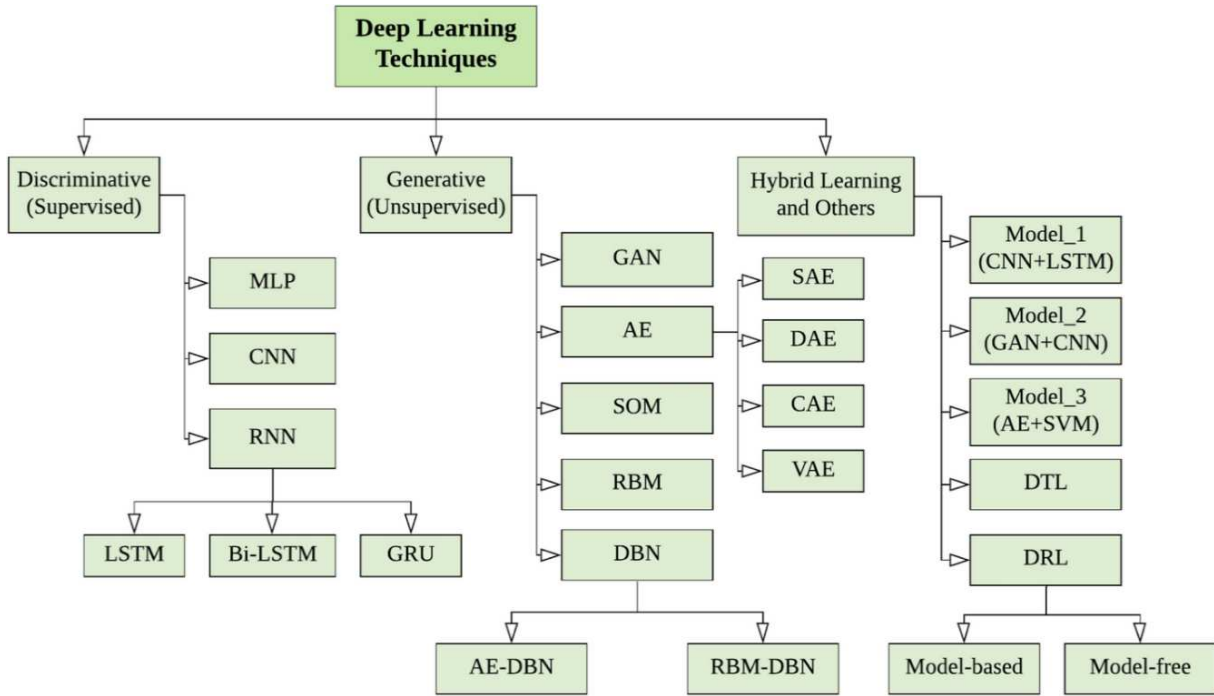 Deep Learning
Techniques
Discriminative
(Supervised)
MLP
CNN
RNN
LSTM
Bi-LSTM
GRU
Generative
(Unsupervised)
GAN
AE
SAE
DAE
CAE
VAE
SOM
RBM
DBN
AE-DBN
RBM-DBN
Hybrid Learning
and Others
Model_1
(CNN+LSTM)
Model_2
(GAN+CNN)
Model_3
(AE+SVM)
DTL
DRL
Model-based
Model-free